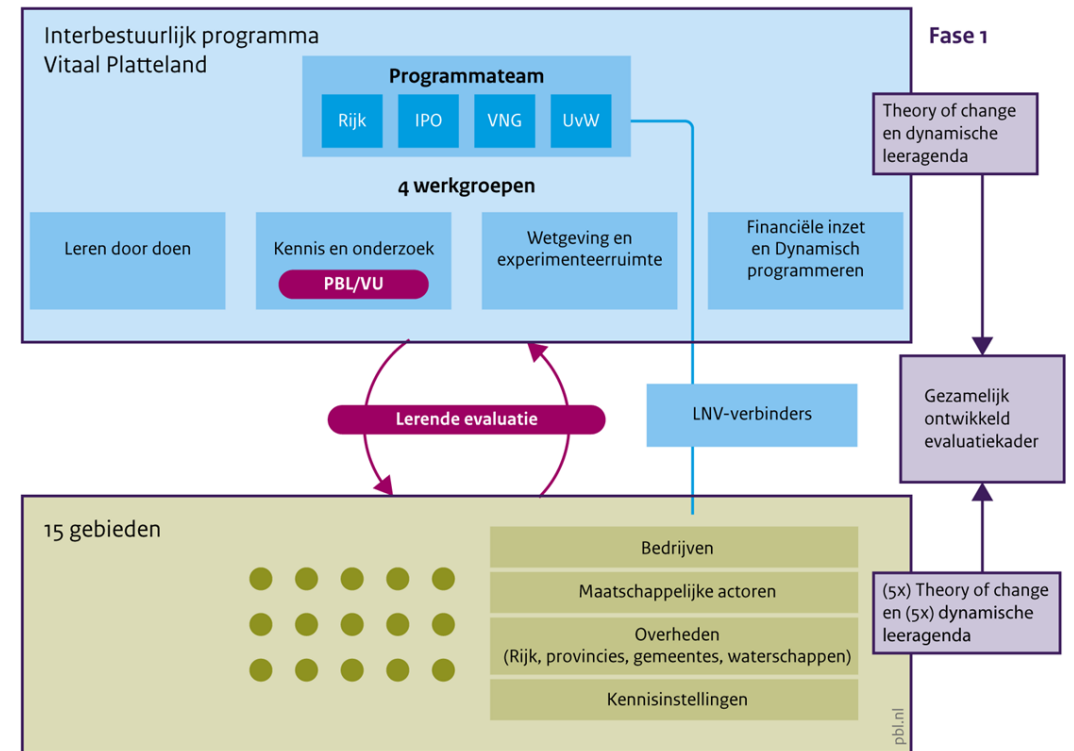 Interbestuurlijk programma
Vitaal Platteland
Fase 1
Programmateam
Rijk
IPO
VNG
UvW
Theory of change
en dynamische
leeragenda
4 werkgroepen
Leren door doen
Kennis en onderzoek
PBL/VU
Wetgeving en
experimenteerruimte
Financiële inzet
en Dynamisch
programmeren
Lerende evaluatie
LNV-verbinders
Gezamelijk
ontwikkeld
evaluatiekader
15 gebieden
Bedrijven
Maatschappelijke actoren
Overheden
(Rijk, provincies, gemeentes, waterschappen)
Kennisinstellingen
(5x) Theory of change
en (5x) dynamische
leeragenda
pbl.nl